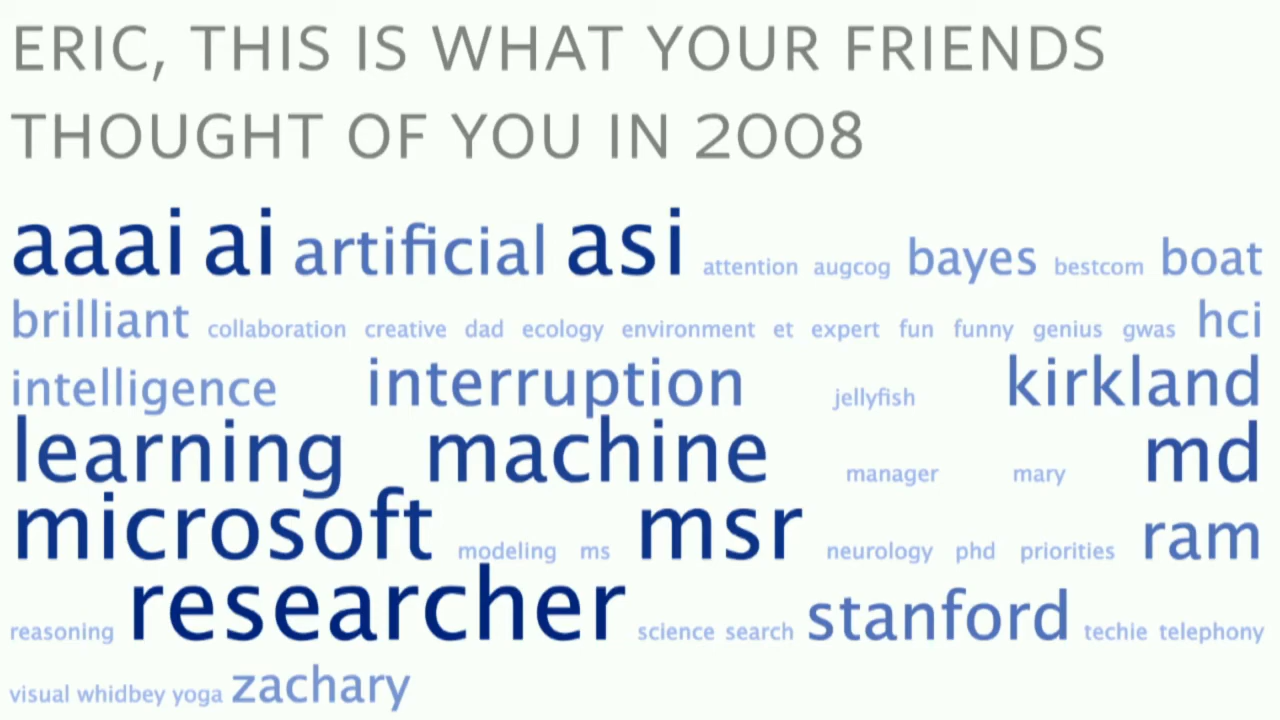 ERIC, THIS IS WHAT YOUR FRIENDS
THOUGHT OF YOU IN 2008
aaai ai artificial asi attention augcog bayes bestcom boat
brilliant collaboration creative dad ecology environment et expert fun funny genius gwas hci
intelligence interruption jellyfish kirkland
learning machine manager mary md
microsoft modeling ms msr neurology phd priorities ram
reasoning researcher science search stanford techie telephony
visual whidbey yoga zachary